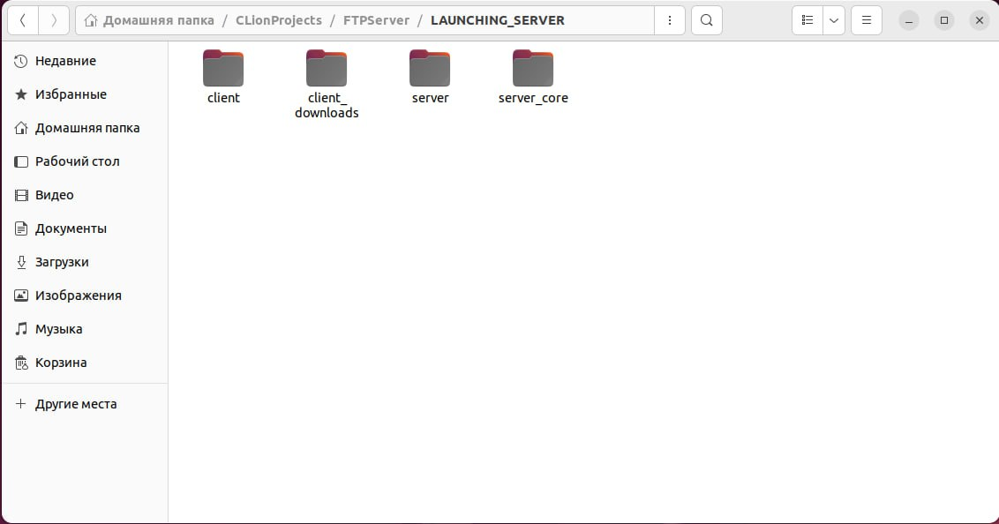 Домашняя папка / CLionProjects / FTPServer / LAUNCHING_SERVER
Недавние
Избранные
Домашняя папка
Рабочий стол
Видео
Документы
Загрузки
Изображения
Музыка
Корзина
Другие места
client
client_
downloads
server
server_core